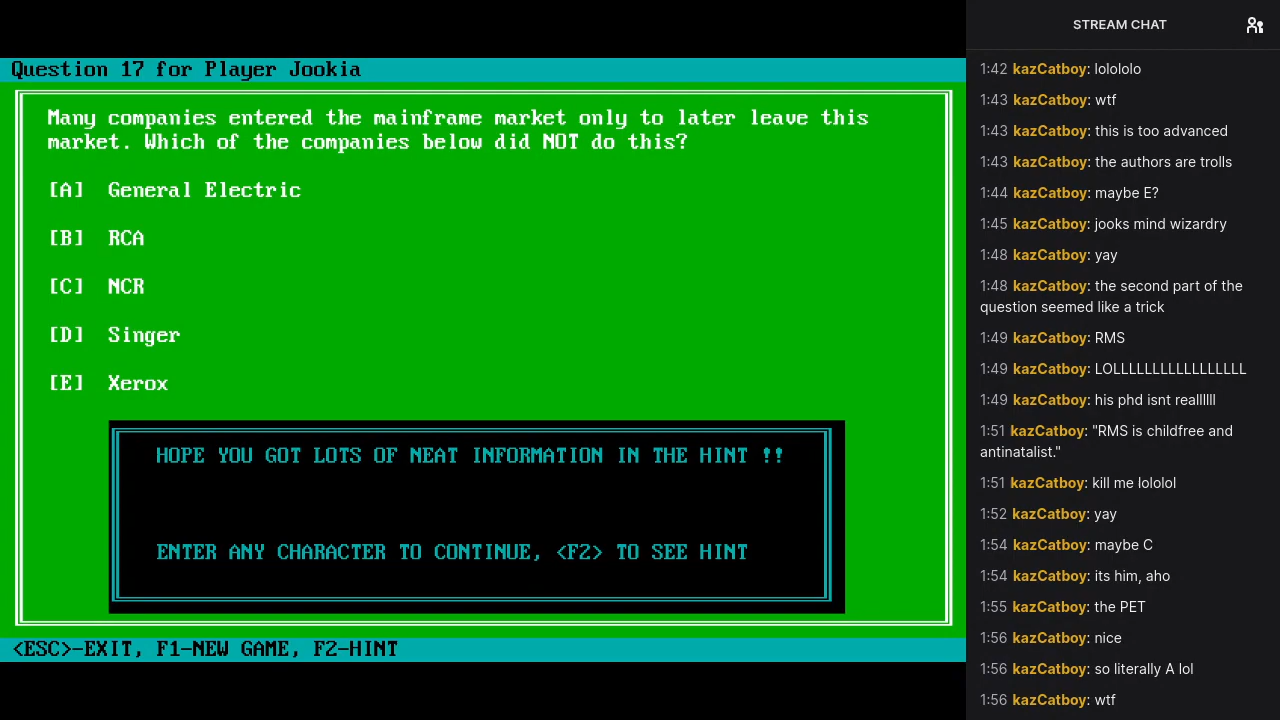 Question 17 for Player Jookia
Many companies entered the mainframe market only to later leave this
market. Which of the companies below did NOT do this?
[A] General Electric
[B] RCA
[C] NCR
[D] Singer
[E] Xerox
HOPE YOU GOT LOTS OF NEAT INFORMATION IN THE HINT !!
ENTER ANY CHARACTER TO CONTINUE, <F2> TO SEE HINT
<ESC>-EXIT, F1-NEW GAME, F2-HINT
STREAM CHAT
1:42 kazCatboy: lolololo
1:43 kazCatboy: wtf
1:43 kazCatboy: this is too advanced
1:43 kazCatboy: the authors are trolls
1:44 kazCatboy: maybe E?
1:45 kazCatboy: jooks mind wizardry
1:48 kazCatboy: yay
1:48 kazCatboy: the second part of the
question seemed like a trick
1:49 kazCatboy: RMS
1:49 kazCatboy: LOLLLLLLLLLLLLLLLLL
1:49 kazCatboy: his phd isnt reallllll
1:51 kazCatboy: "RMS is childfree and
antinatalist."
1:51 kazCatboy: kill me lololol
1:52 kazCatboy: yay
1:54 kazCatboy: maybe C
1:54 kazCatboy: its him, aho
1:55 kazCatboy: the PET
1:56 kazCatboy: nice
1:56 kazCatboy: so literally A lol
1:56 kazCatboy: wtf